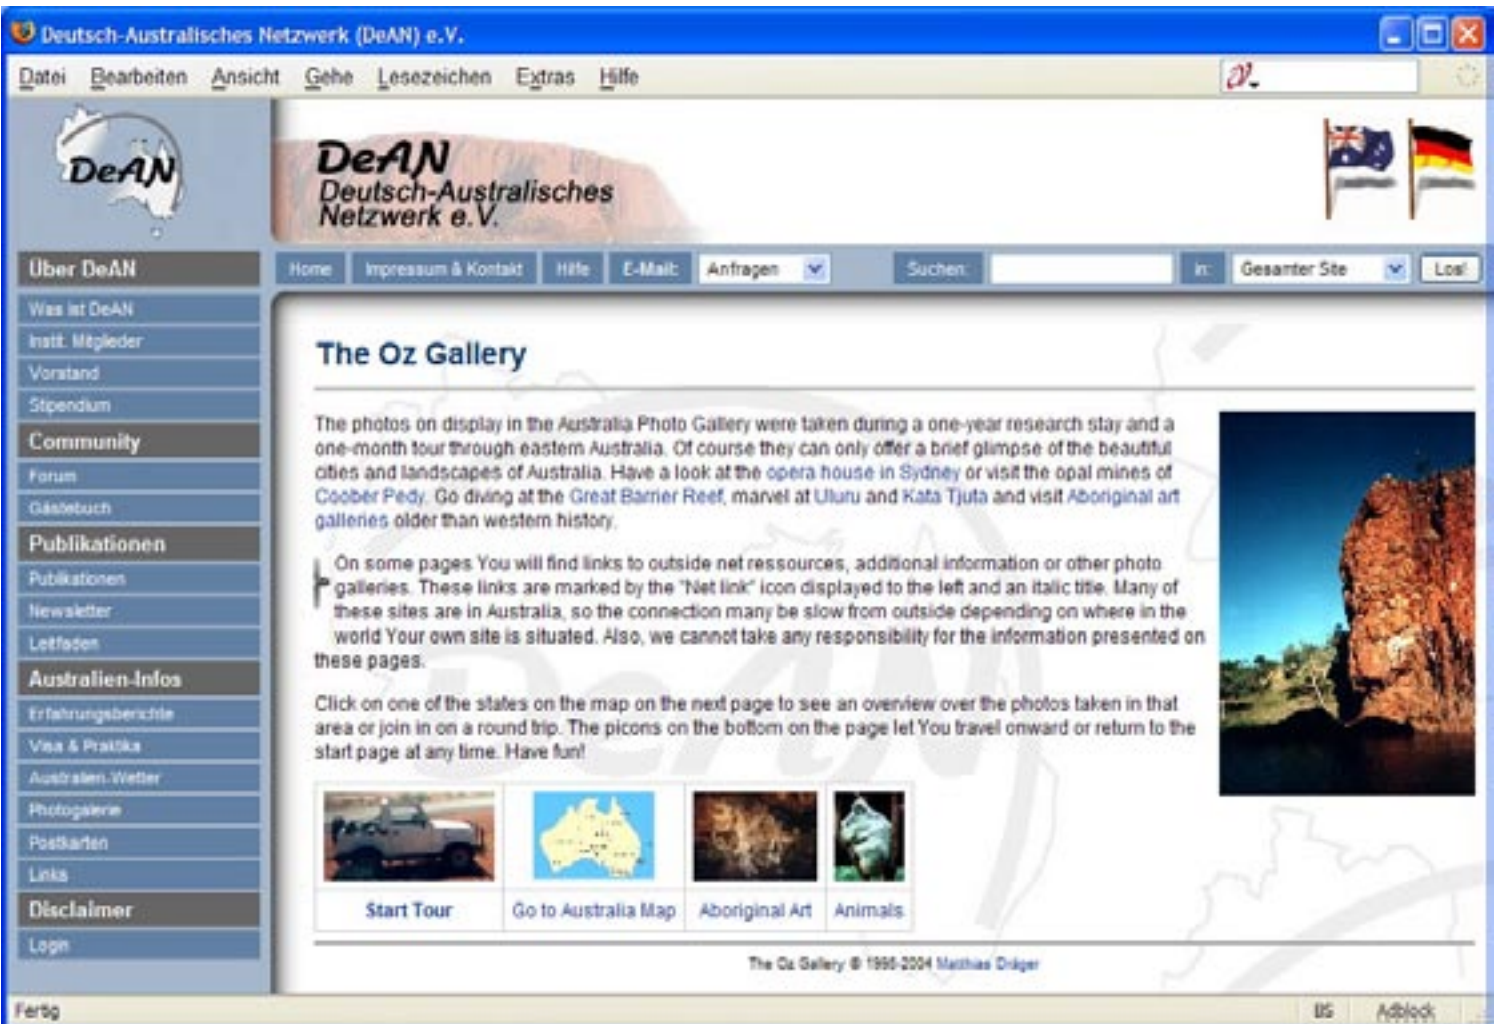 Deutsch-Australisches Netzwerk (DeAN) e.V.
Datei Bearbeiten Ansicht Gehe Lesezeichen Extras Hilfe
DeAN
DeAN
Deutsch-Australisches
Netzwerk e.V.
Über DeAN
Was ist DeAN
Instit. Mitglieder
Vorstand
Stipendium
Community
Forum
Gästebuch
Publikationen
Publikationen
Newsletter
Leitfaden
Australien-Infos
Erfahrungsberichte
Visa & Praktika
Australien-Wetter
Photogalerie
Postkarten
Links
Disclaimer
Login
Home Impressum & Kontakt Hilfe E-Mail: Anfragen Suchen: in: Gesamter Site Los!
The Oz Gallery
The photos on display in the Australia Photo Gallery were taken during a one-year research stay and a
one-month tour through eastern Australia. Of course they can only offer a brief glimpse of the beautiful
cities and landscapes of Australia. Have a look at the opera house in Sydney or visit the opal mines of
Coober Pedy. Go diving at the Great Barrier Reef, marvel at Uluru and Kata Tjuta and visit Aboriginal art
galleries older than western history.
On some pages You will find links to outside net ressources, additional information or other photo
galleries. These links are marked by the "Net link" icon displayed to the left and an italic title. Many of
these sites are in Australia, so the connection many be slow from outside depending on where in the
world Your own site is situated. Also, we cannot take any responsibility for the information presented on
these pages.
Click on one of the states on the map on the next page to see an overview over the photos taken in that
area or join in on a round trip. The picons on the bottom on the page let You travel onward or return to the
start page at any time. Have fun!
Start Tour Go to Australia Map Aboriginal Art Animals
The Oz Gallery © 1998-2004 Matthias Dräger
DeAN
Fertig Adblock